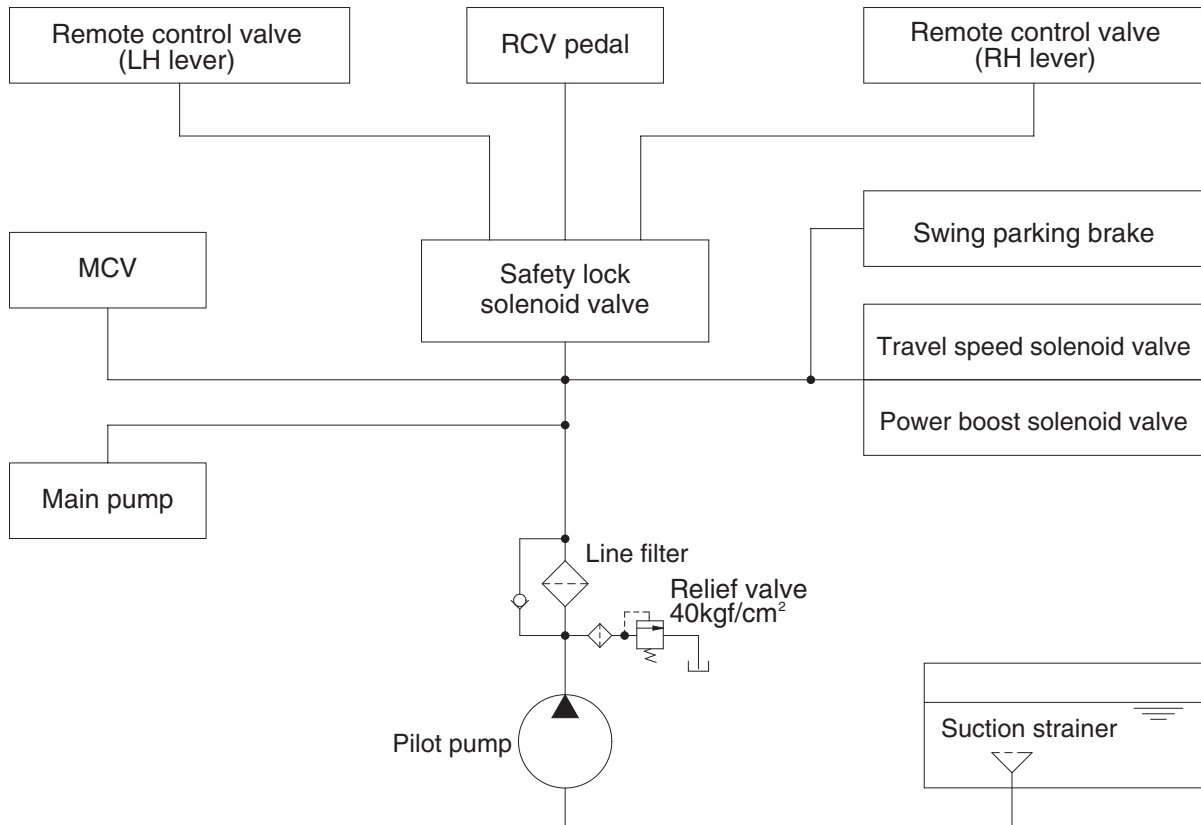 Remote control valve
(LH lever)
RCV pedal
Remote control valve
(RH lever)
Swing parking brake
MCV
Safety lock
solenoid valve
Travel speed solenoid valve
Power boost solenoid valve
Main pump
Line filter
Relief valve
40kgf/cm²
Suction strainer
Pilot pump